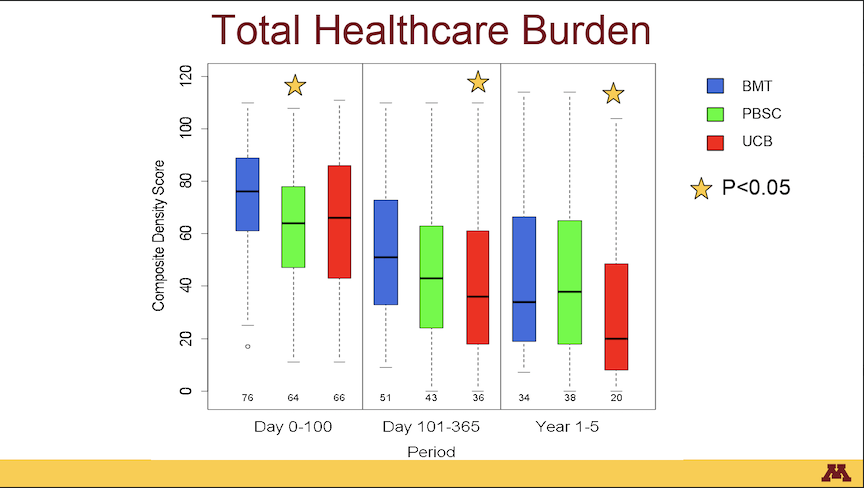 Total Healthcare Burden
120
100
80
60
40
20
0
Composite Density Score
76 64 66 51 43 36 34 38 20
Day 0-100 Day 101-365 Year 1-5
Period
BMT
PBSC
UCB
P<0.05
M